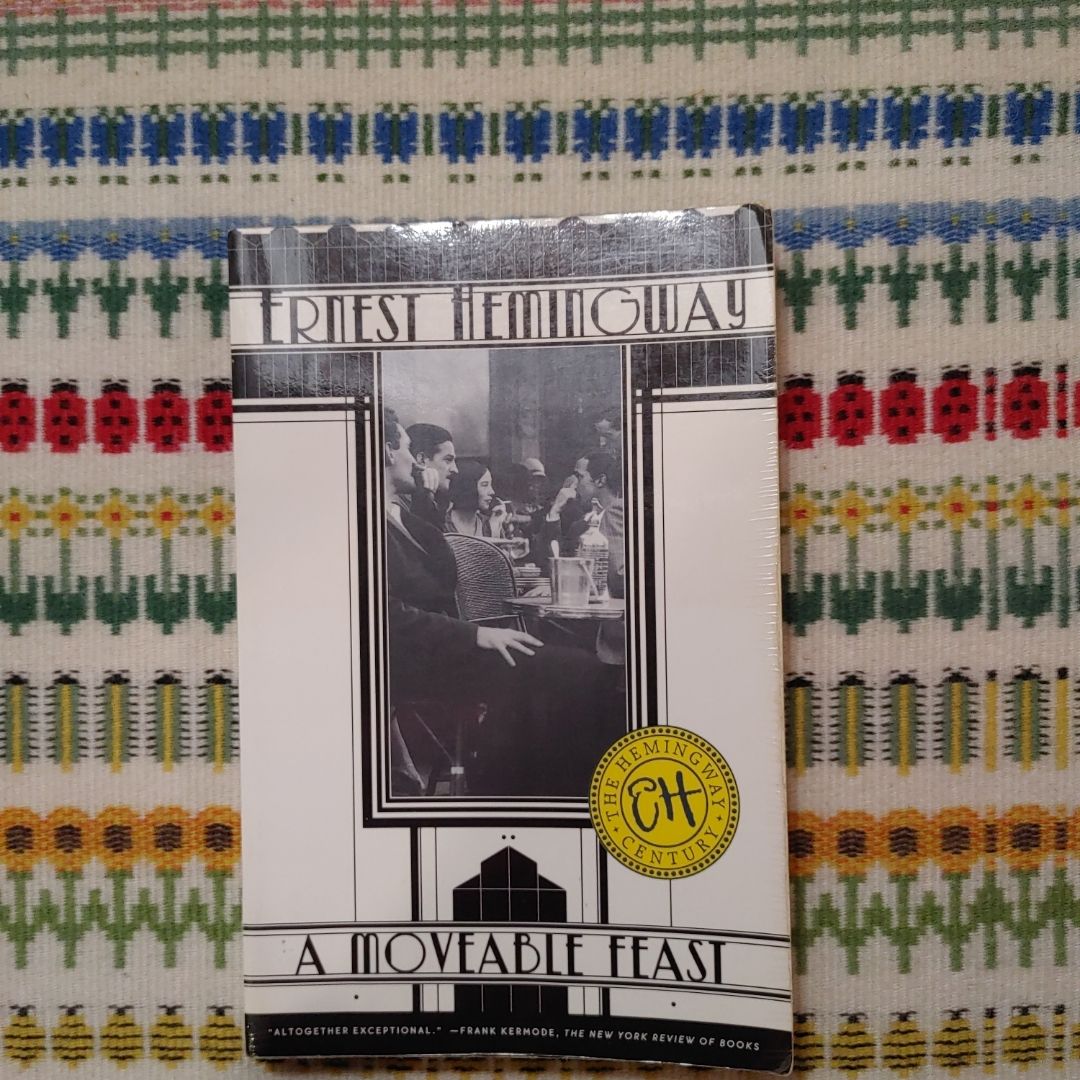 ERNEST HEMINGWAY
THE HEMINGWAY
EH
CENTURY
A MOVEABLE FEAST
"ALTOGETHER EXCEPTIONAL." —FRANK KERMODE, THE NEW YORK REVIEW OF BOOKS